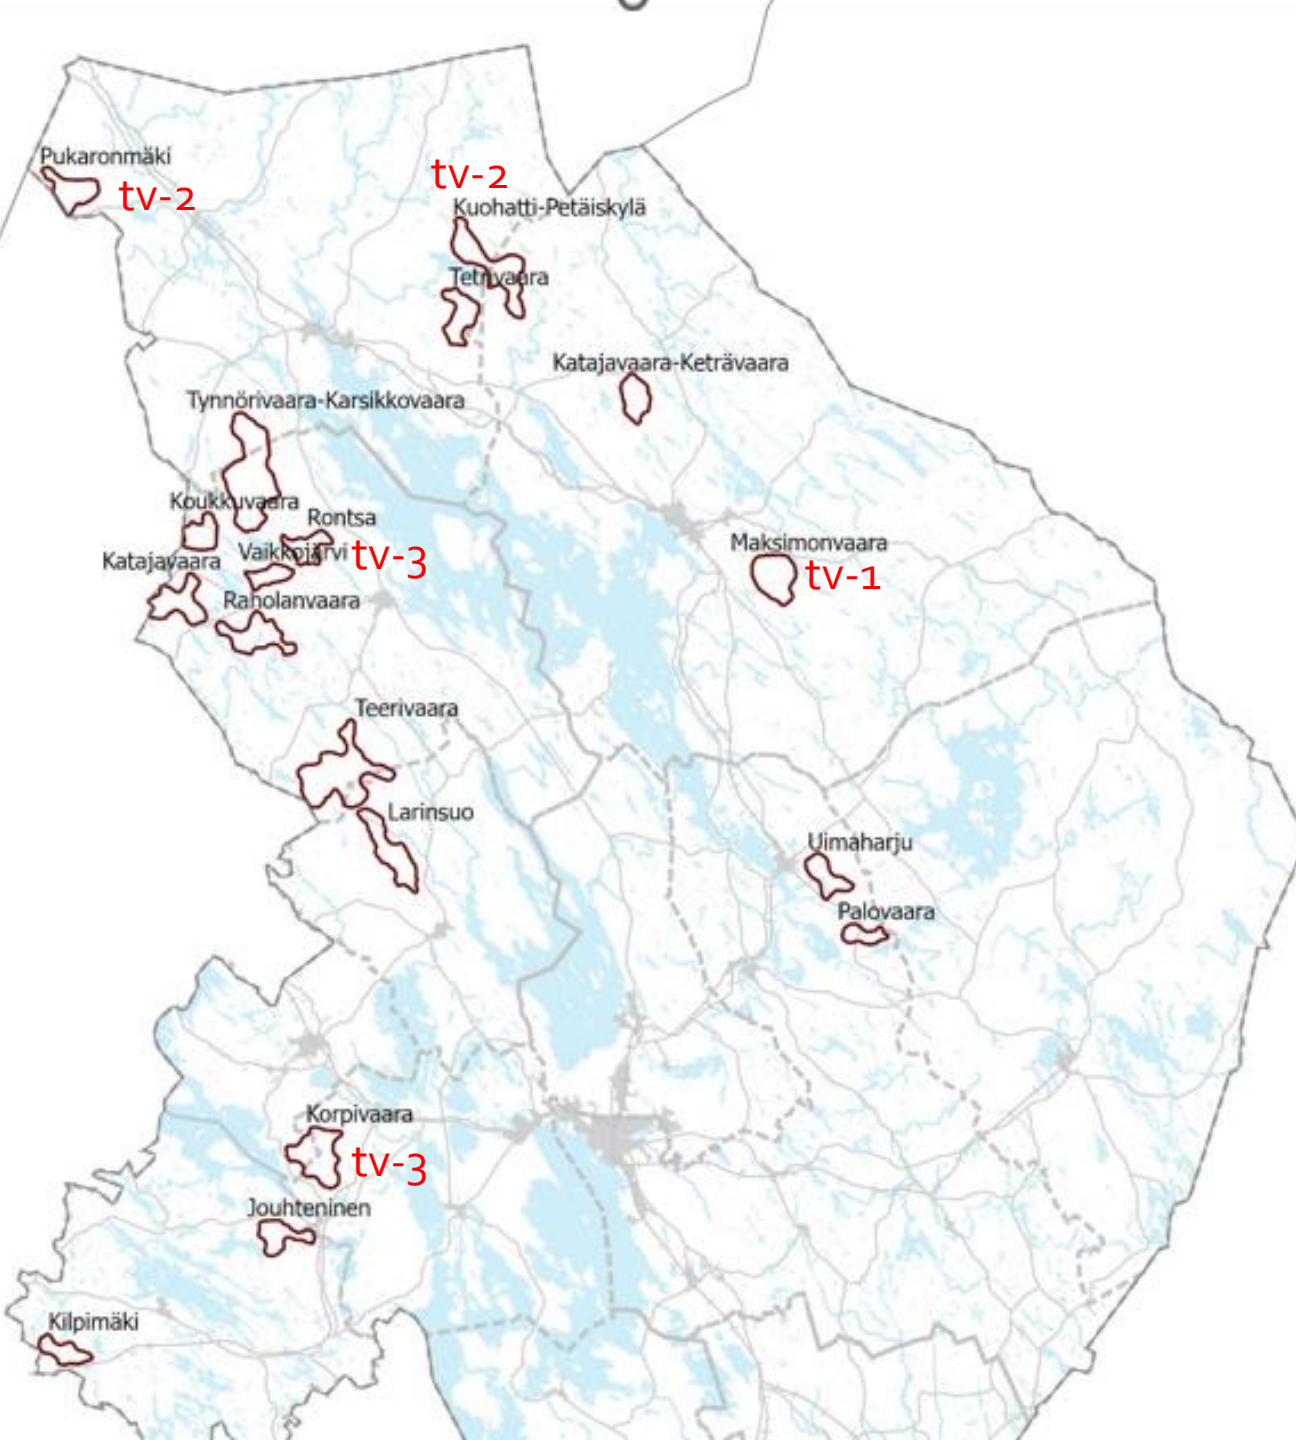 Pukaronmäki
tv-2
tv-2
Kuohatti-Petäiskylä
Tetrivaara
Katajavaara-Keträvaara
Tynnörivaara-Karsikkovaara
Koukkuvaara
Rontsa
Vaikkojärvi
tv-3
Katajavaara
Raholanvaara
Maksimonvaara
tv-1
Teerivaara
Larinsuo
Uimaharju
Palovaara
Korpivaara
tv-3
Jouhteninen
Kilpimäki